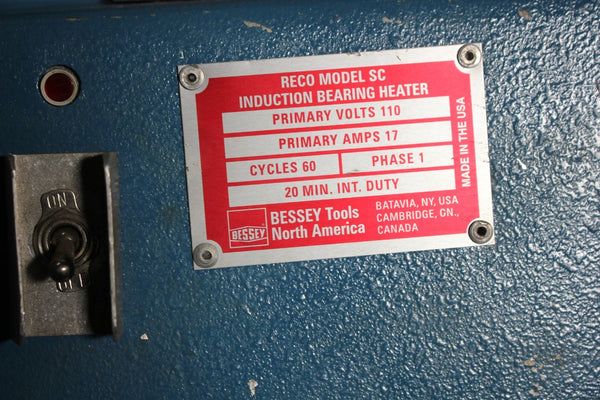 RECO MODEL SC
INDUCTION BEARING HEATER
PRIMARY VOLTS 110
PRIMARY AMPS 17
CYCLES 60 PHASE 1
20 MIN. INT. DUTY
MADE IN THE USA
BESSEY
BESSEY Tools
North America
BATAVIA, NY, USA
CAMBRIDGE, ON.,
CANADA
ON
OFF